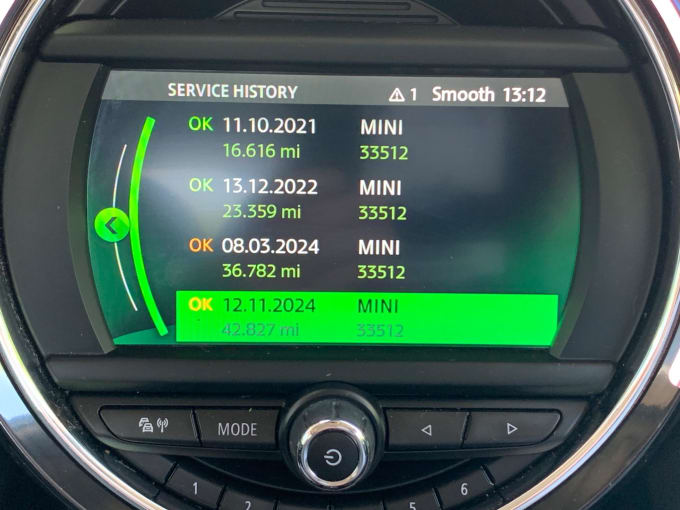 SERVICE HISTORY 1 Smooth 13:12
OK 11.10.2021 MINI
16.616 mi 33512
OK 13.12.2022 MINI
23.359 mi 33512
OK 08.03.2024 MINI
36.782 mi 33512
OK 12.11.2024 MINI
42.827 mi 33512
MODE
1 2 5 6